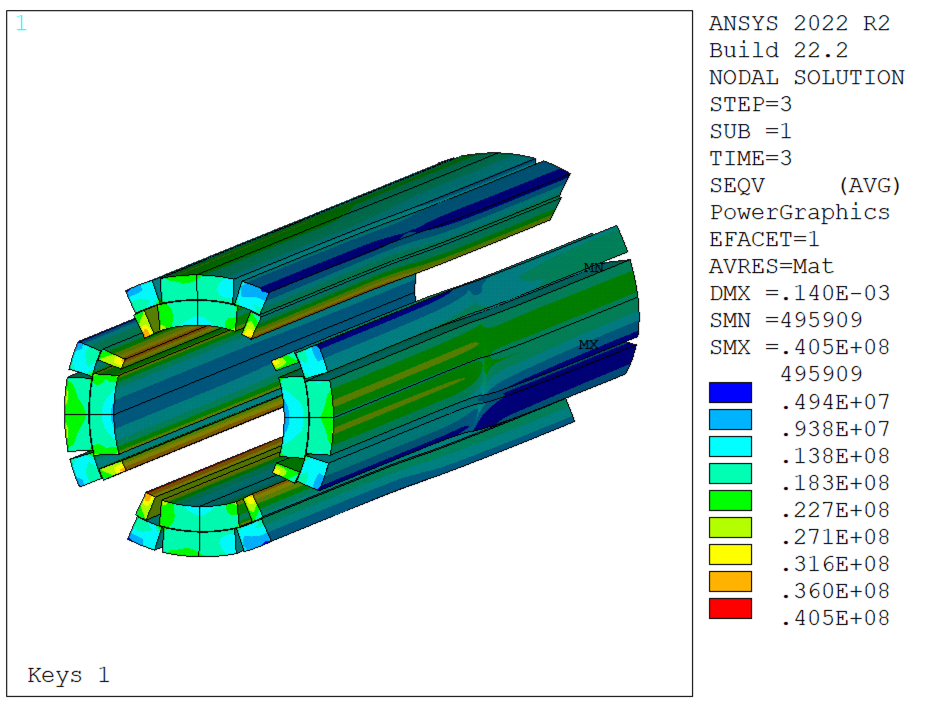 1
ANSYS 2022 R2
Build 22.2
NODAL SOLUTION
STEP=3
SUB =1
TIME=3
SEQV (AVG)
PowerGraphics
EFACET=1
AVRES=Mat
DMX =.140E-03
SMN =495909
SMX =.405E+08
495909
.494E+07
.938E+07
.138E+08
.183E+08
.227E+08
.271E+08
.316E+08
.360E+08
.405E+08
MN
MX
Keys 1